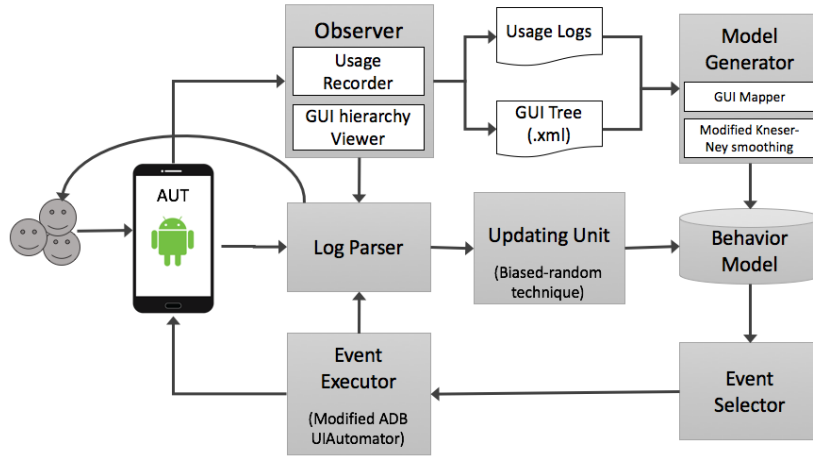 Observer
Usage
Recorder
GUI hierarchy
Viewer
Usage Logs
GUI Tree
(.xml)
Model
Generator
GUI Mapper
Modified Kneser-
Ney smoothing
AUT
Log Parser
Updating Unit
(Biased-random
technique)
Behavior
Model
Event
Executor
(Modified ADB
UIAutomator)
Event
Selector